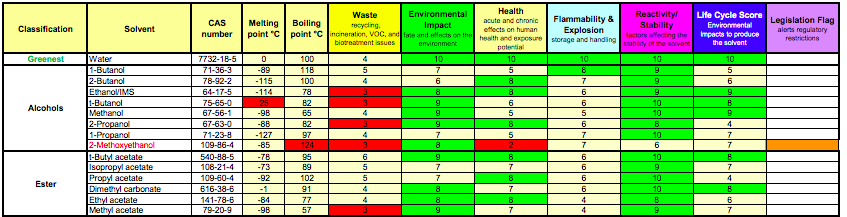 Classification Solvent CAS number Melting point °C Boiling point °C
Waste
recycling, incineration, VOC, and biotreatment issues
Environmental Impact
fate and effects on the environment
Health
acute and chronic effects on human health and exposure potential
Flammability & Explosion
storage and handling
Reactivity/ Stability
factors affecting the stability of the solvent
Life Cycle Score
Environmental Impacts to produce the solvent
Legislation Flag
alerts regulatory restrictions
Greenest Water 7732-18-5 0 100 4 10 10 10 10 10
Alcohols
1-Butanol 71-36-3 -89 118 5 7 5 8 9 5
2-Butanol 78-92-2 -115 100 4 6 8 7 9 6
Ethanol/IMS 64-17-5 -114 78 3 8 8 6 9 9
t-Butanol 75-65-0 25 82 3 9 6 6 10 8
Methanol 67-56-1 -98 65 4 9 5 5 10 9
2-Propanol 67-63-0 -88 82 3 9 8 6 8 4
1-Propanol 71-23-8 -127 97 4 7 5 7 10 7
2-Methoxyethanol 109-86-4 -85 124 3 8 2 7 6 7
Ester
t-Butyl acetate 540-88-5 -78 95 6 9 8 6 10 8
Isopropyl acetate 108-21-4 -73 89 5 7 7 6 9 7
Propyl acetate 109-60-4 -92 102 5 7 8 6 10 4
Dimethyl carbonate 616-38-6 -1 91 4 8 7 6 10 8
Ethyl acetate 141-78-6 -84 77 4 8 8 4 8 6
Methyl acetate 79-20-9 -98 57 3 9 7 4 9 7